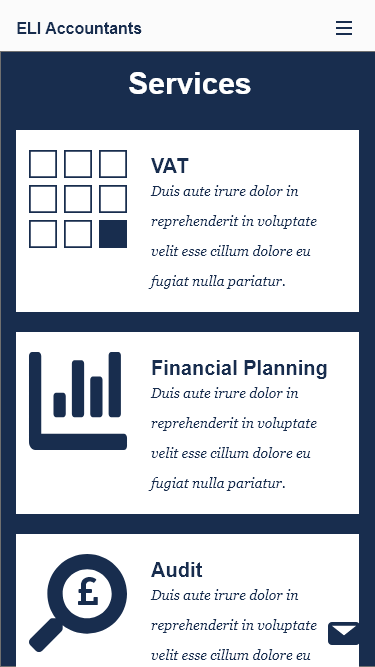 ELI Accountants
Services
VAT
Duis aute irure dolor in
reprehenderit in voluptate
velit esse cillum dolore eu
fugiat nulla pariatur.
Financial Planning
Duis aute irure dolor in
reprehenderit in voluptate
velit esse cillum dolore eu
fugiat nulla pariatur.
£
Audit
Duis aute irure dolor in
reprehenderit in voluptate
velit esse cillum dolore eu